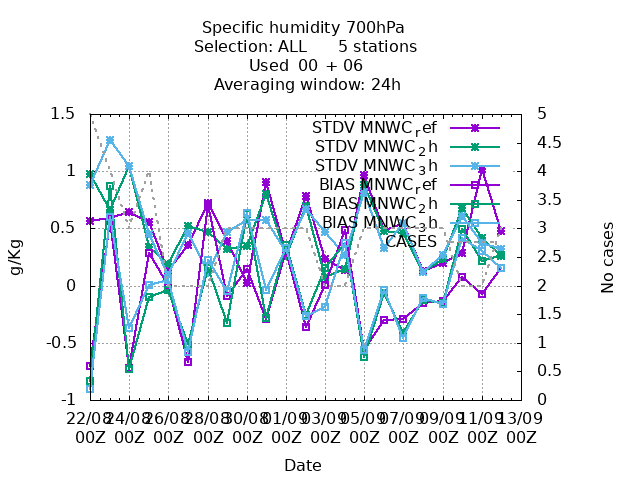 Specific humidity 700hPa
Selection: ALL 5 stations
Used 00 + 06
Averaging window: 24h
1.5
1
0.5
0
-0.5
-1
g/Kg
5
4.5
4
3.5
3
2.5
2
1.5
1
0.5
0
No cases
STDV MNWC_ref
STDV MNWC_2h
STDV MNWC_3h
BIAS MNWC_ref
BIAS MNWC_2h
BIAS MNWC_3h
CASES
22/08 24/08 26/08 28/08 30/08 01/09 03/09 05/09 07/09 09/09 11/09 13/09
00Z 00Z 00Z 00Z 00Z 00Z 00Z 00Z 00Z 00Z 00Z 00Z
Date